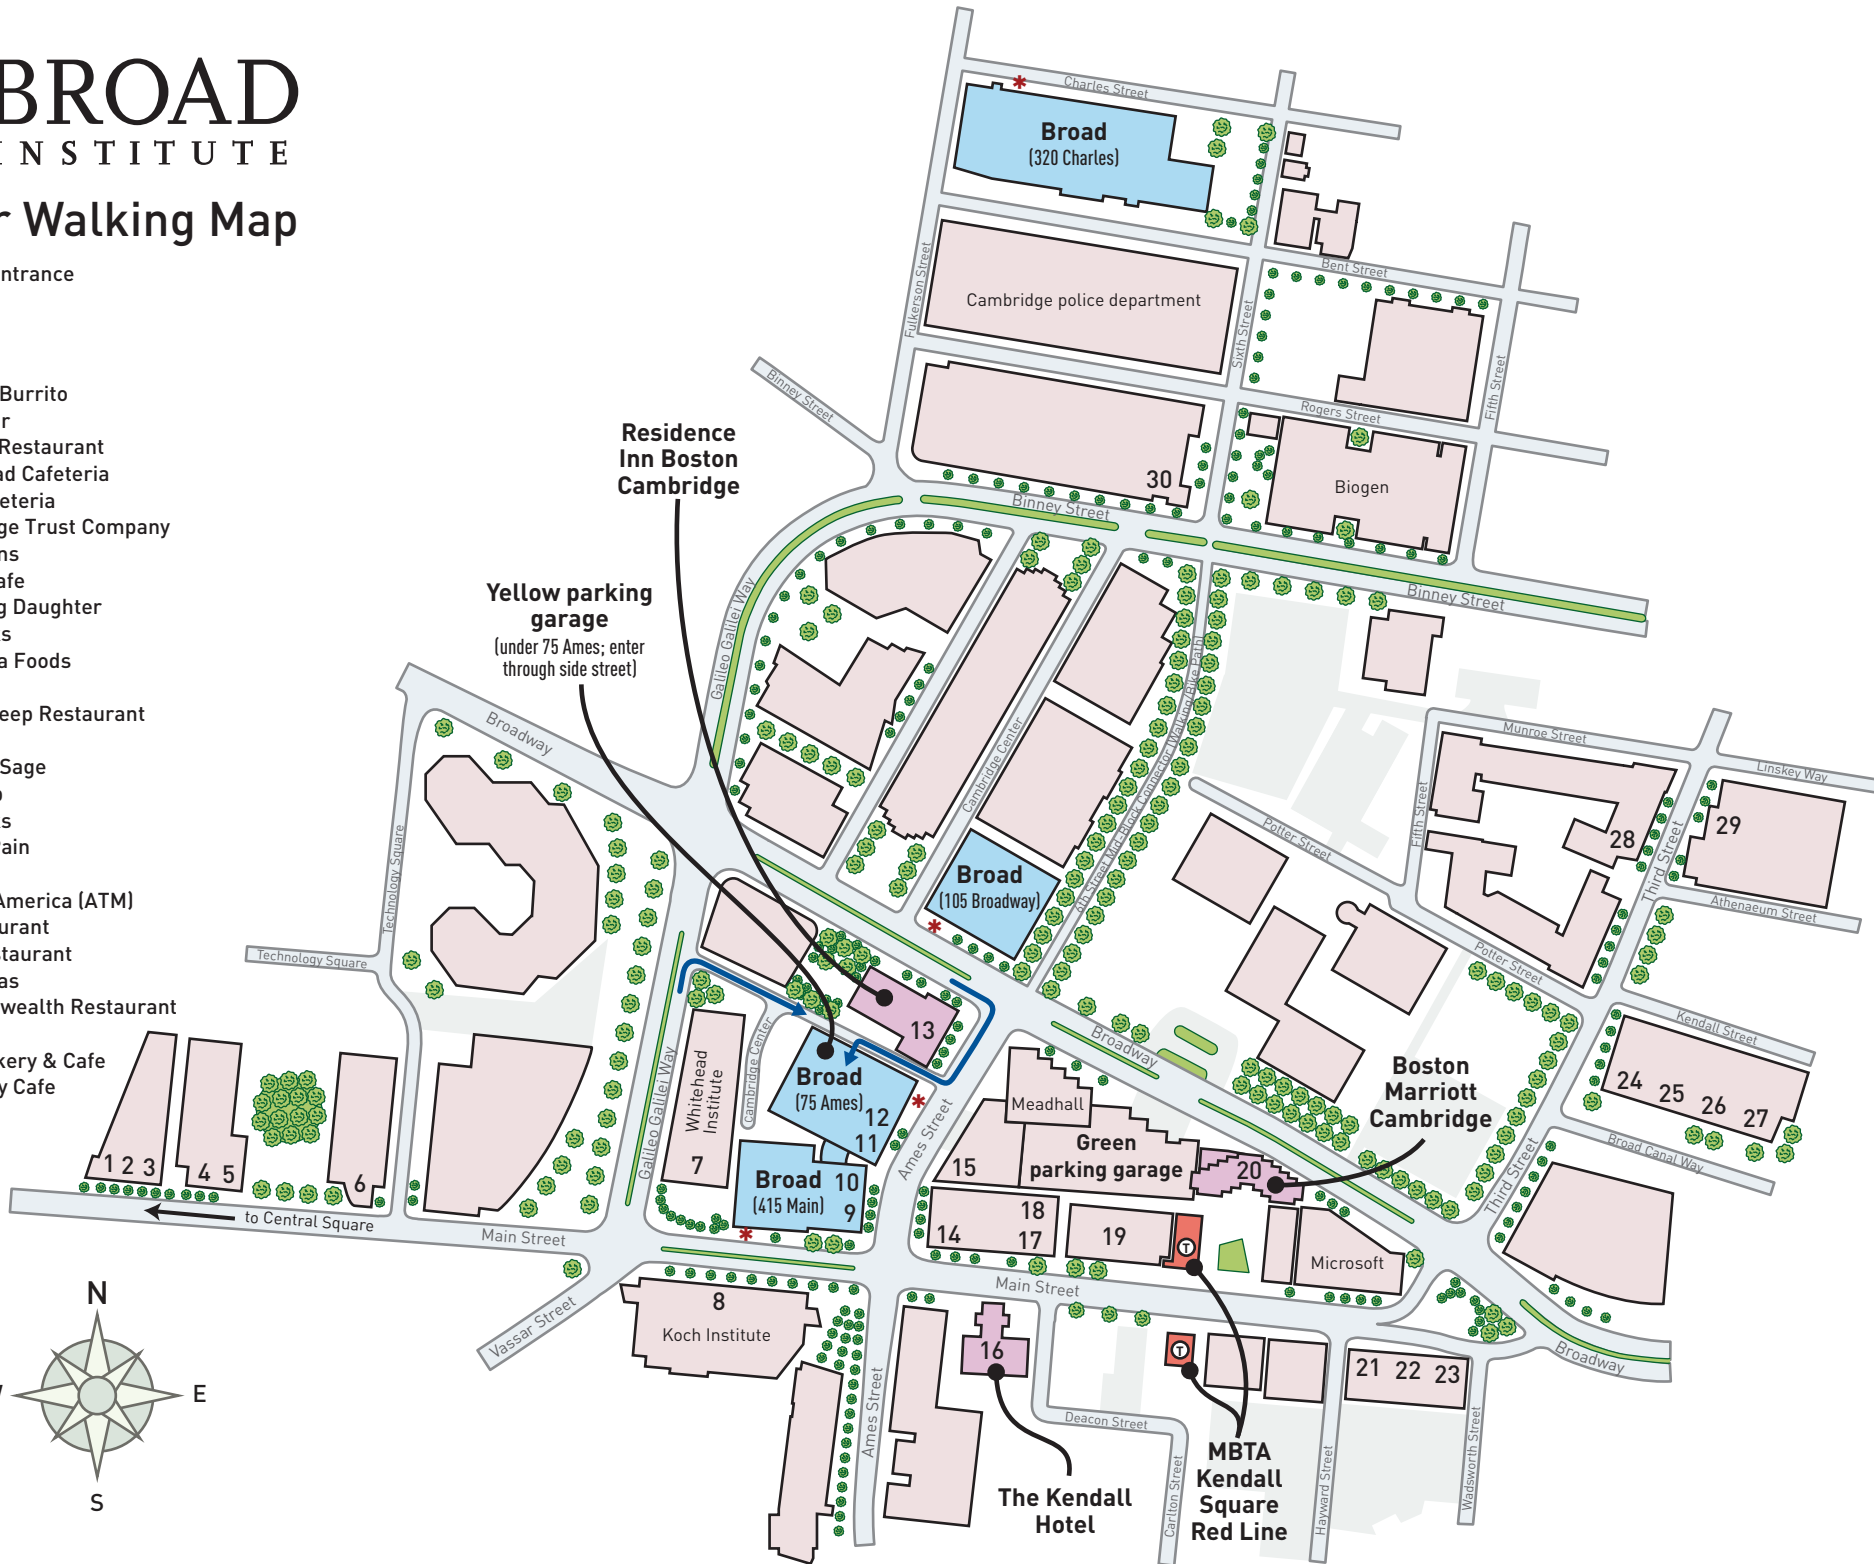 BROAD
INSTITUTE
r Walking Map
ntrance
Burrito
r
Restaurant
ad Cafeteria
eteria
ge Trust Company
ns
afe
g Daughter
ts
a Foods
eep Restaurant
Sage
o
ts
Pain
America (ATM)
urant
staurant
as
wealth Restaurant
kery & Cafe
y Cafe
Charles Street
Broad
(320 Charles)
Fulkerson Street
Cambridge police department
Bent Street
Sixth Street
Fifth Street
Binney Street
Rogers Street
Residence
Inn Boston
Cambridge
30
Biogen
Binney Street
Binney Street
Yellow parking
garage
(under 75 Ames; enter
through side street)
Galileo Galilei Way
Broadway
Cambridge Center
6th Street Mid-Block Connector (Walking/Bike Path)
Munroe Street
Linskey Way
Potter Street
Fifth Street
28
29
Third Street
Athenaeum Street
Technology Square
Technology Square
Broad
(105 Broadway)
Potter Street
Kendall Street
13
Broadway
Whitehead
Institute
7
Cambridge Center
Broad
(75 Ames)
12
11
Ames Street
Meadhall
Green
parking garage
15
20
Boston
Marriott
Cambridge
24 25 26 27
Broad Canal Way
Third Street
Galileo Galilei Way
1 2 3
4 5
6
Broad
(415 Main)
10
9
18
14
17
19
T
Microsoft
to Central Square
Main Street
Main Street
Vassar Street
8
Koch Institute
Ames Street
16
T
21 22 23
Broadway
Deacon Street
The Kendall
Hotel
Carlton Street
MBTA
Kendall
Square
Red Line
Hayward Street
Wadsworth Street
N
E
S